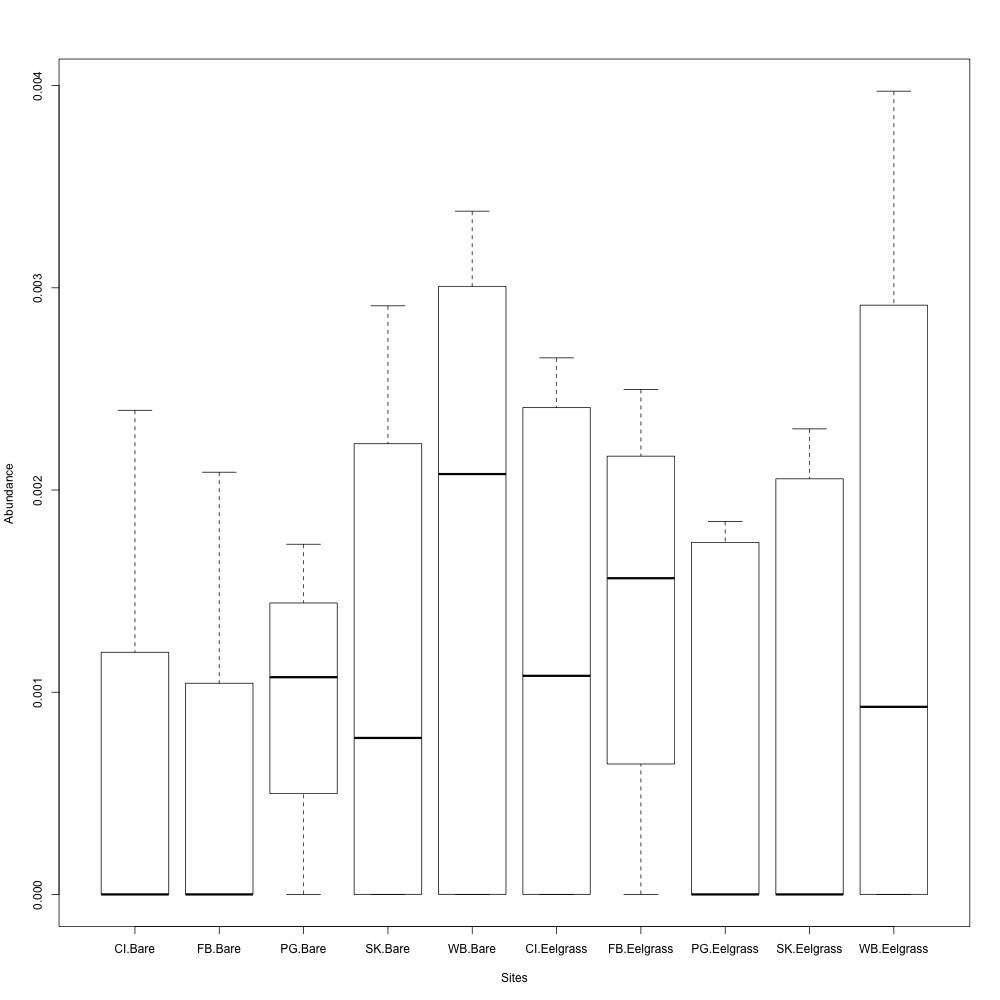 Abundance
0.004
0.003
0.002
0.001
0.000
CI.Bare FB.Bare PG.Bare SK.Bare WB.Bare CI.Eelgrass FB.Eelgrass PG.Eelgrass SK.Eelgrass WB.Eelgrass
Sites